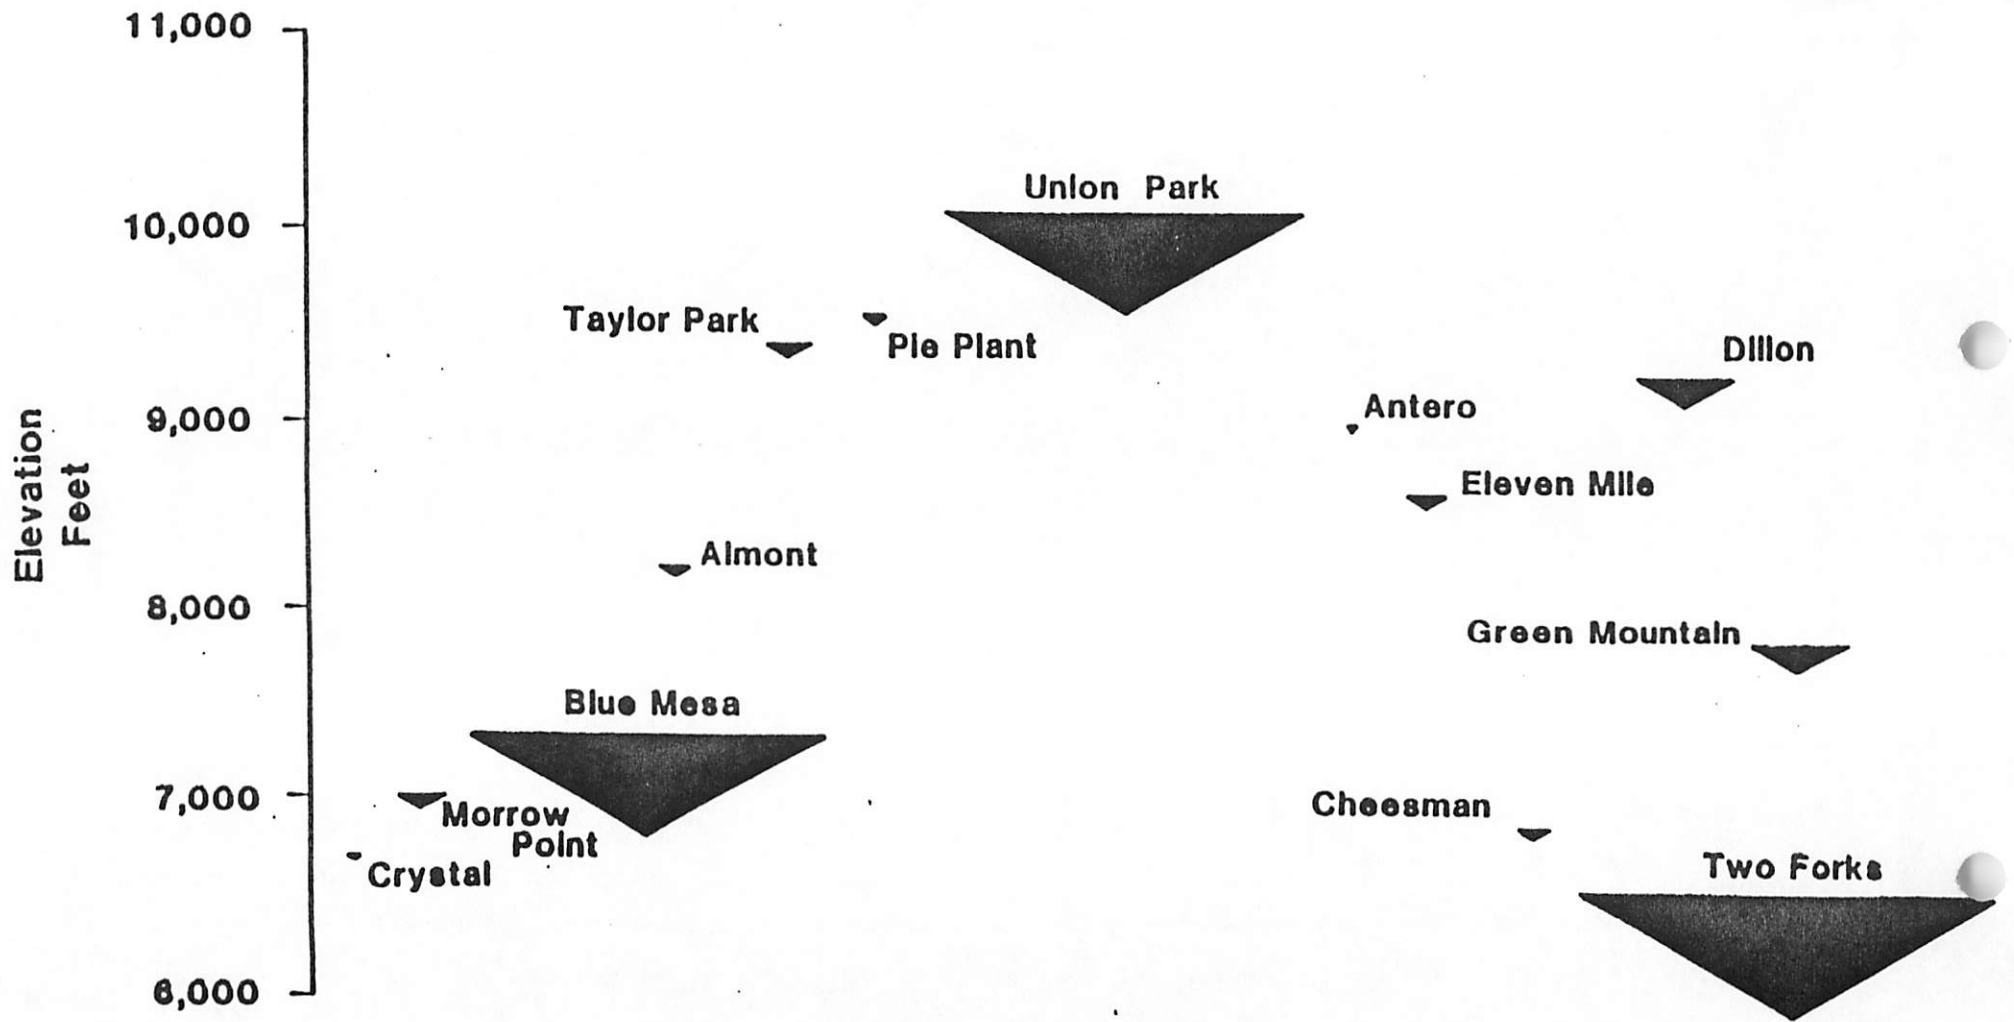 11,000
10,000
9,000
8,000
7,000
6,000
Elevation
Feet
Union Park
Taylor Park
Pie Plant
Dillon
Antero
Eleven Mile
Almont
Green Mountain
Blue Mesa
Morrow
Point
Crystal
Cheesman
Two Forks